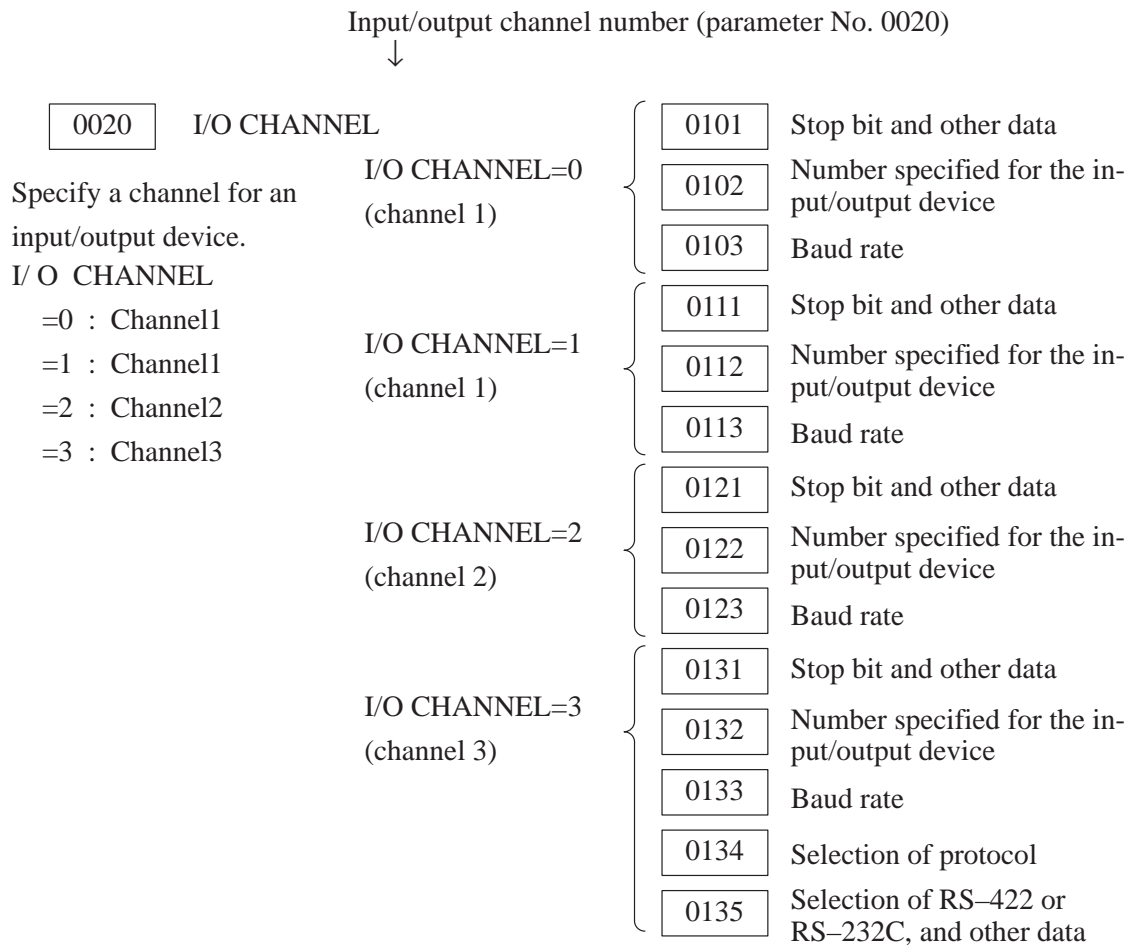 Input/output channel number (parameter No. 0020)
↓
0020 I/O CHANNEL
Specify a channel for an
input/output device.
I/ O CHANNEL
=0 : Channel1
=1 : Channel1
=2 : Channel2
=3 : Channel3
I/O CHANNEL=0
(channel 1)
0101 Stop bit and other data
0102 Number specified for the in-
put/output device
0103 Baud rate
I/O CHANNEL=1
(channel 1)
0111 Stop bit and other data
0112 Number specified for the in-
put/output device
0113 Baud rate
I/O CHANNEL=2
(channel 2)
0121 Stop bit and other data
0122 Number specified for the in-
put/output device
0123 Baud rate
I/O CHANNEL=3
(channel 3)
0131 Stop bit and other data
0132 Number specified for the in-
put/output device
0133 Baud rate
0134 Selection of protocol
0135 Selection of RS–422 or
RS–232C, and other data